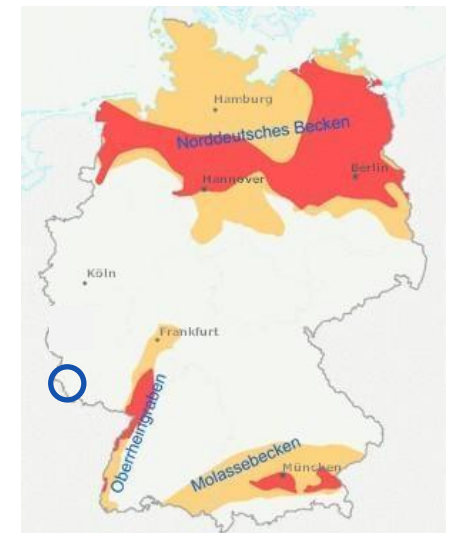 Hamburg
Norddeutsches Becken
Berlin
Hannover
Köln
Frankfurt
Oberrheingraben
Molassebecken
München